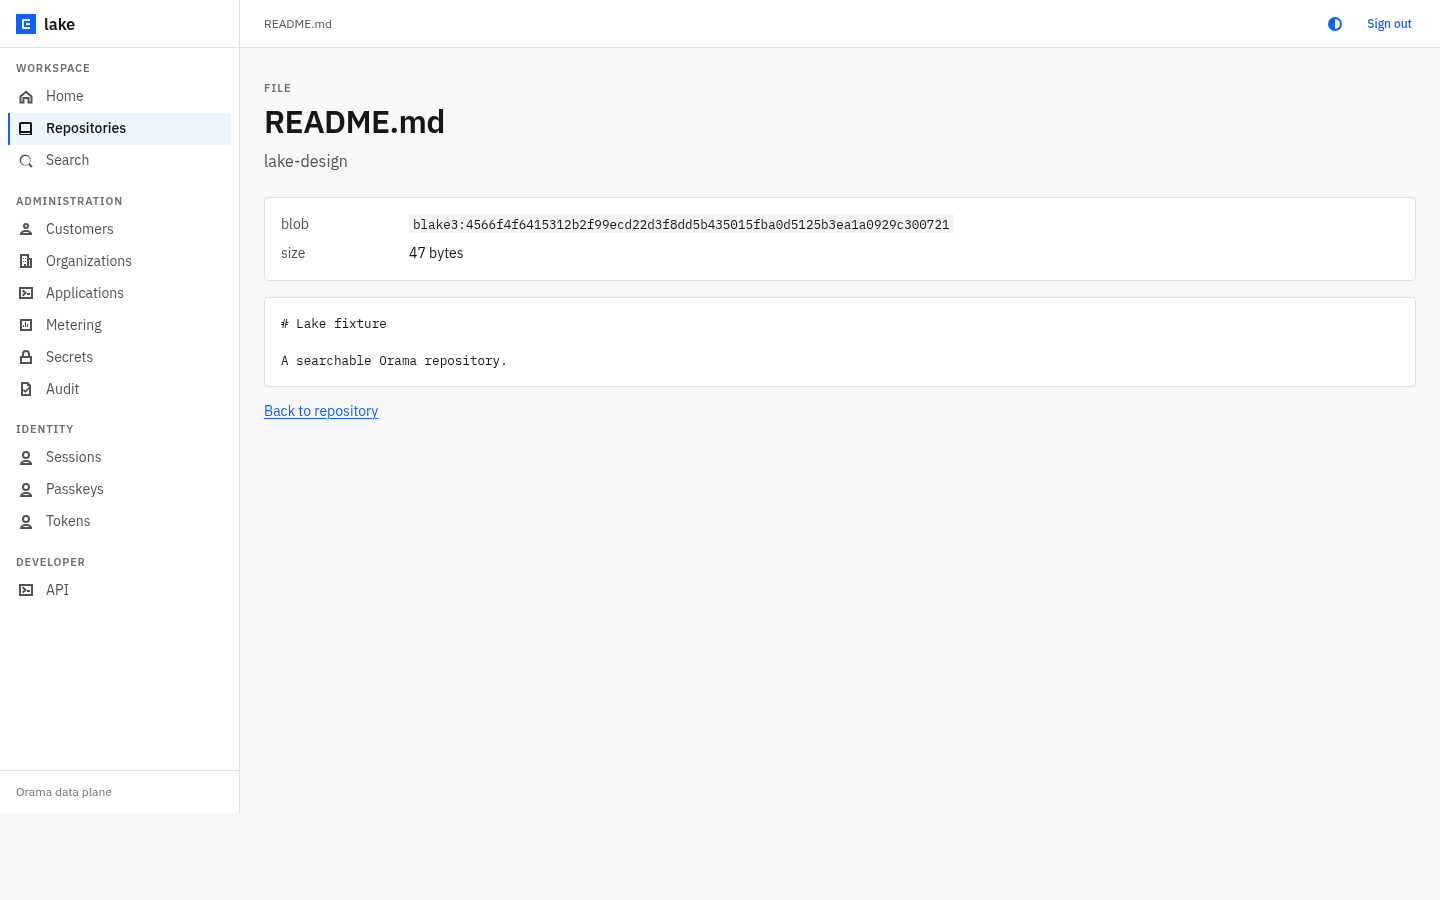 lake
README.md
Sign out
WORKSPACE
Home
Repositories
Search
ADMINISTRATION
Customers
Organizations
Applications
Metering
Secrets
Audit
IDENTITY
Sessions
Passkeys
Tokens
DEVELOPER
API
Orama data plane
FILE
README.md
lake-design
blob blake3:4566f4f6415312b2f99ecd22d3f8dd5b435015fba0d5125b3ea1a0929c300721
size 47 bytes
# Lake fixture
A searchable Orama repository.
Back to repository